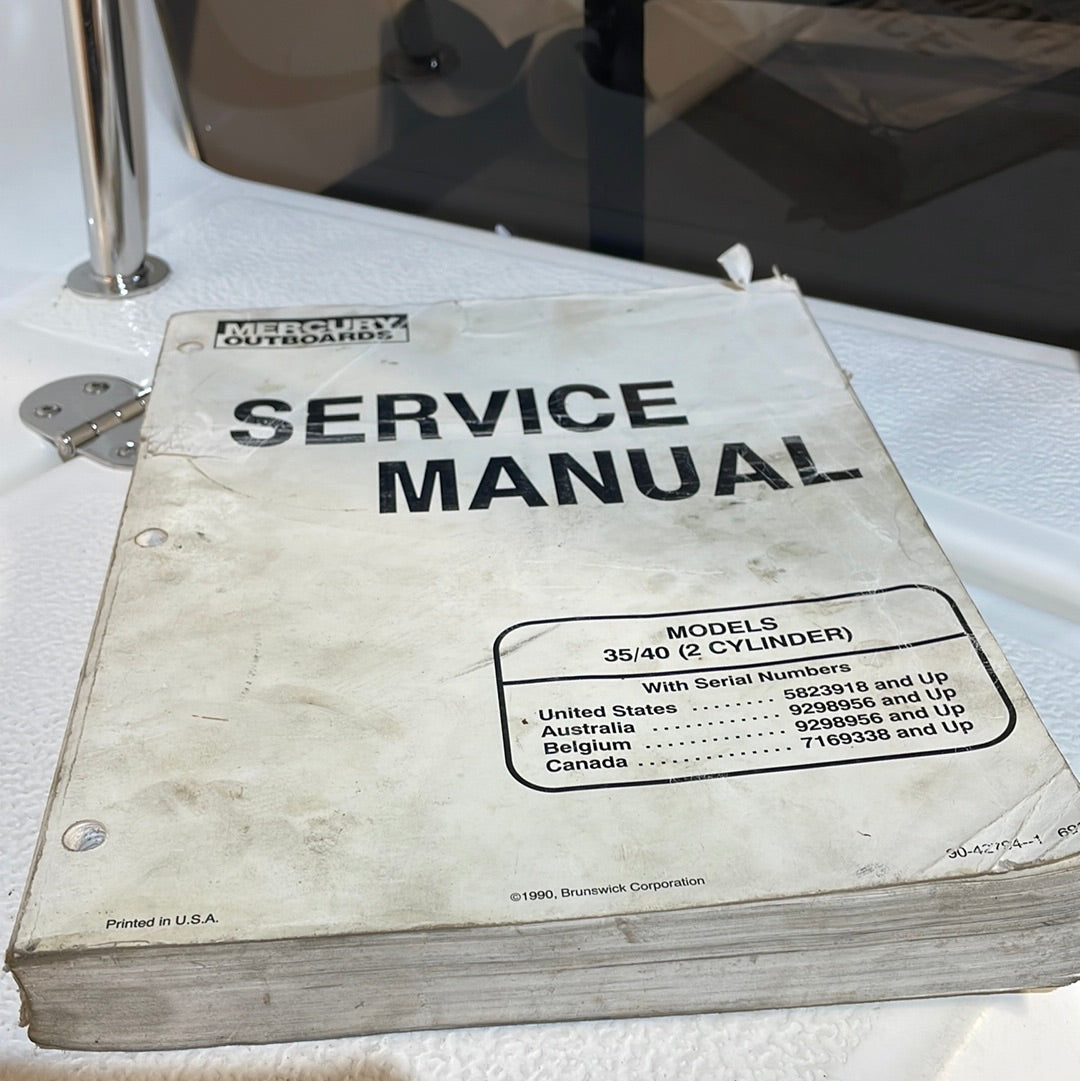 MERCURY
OUTBOARDS
SERVICE
MANUAL
MODELS
35/40 (2 CYLINDER)
With Serial Numbers
United States ........ 5823918 and Up
Australia ............ 9298956 and Up
Belgium ............. 9298956 and Up
Canada .............. 7169338 and Up
©1990, Brunswick Corporation
Printed in U.S.A.